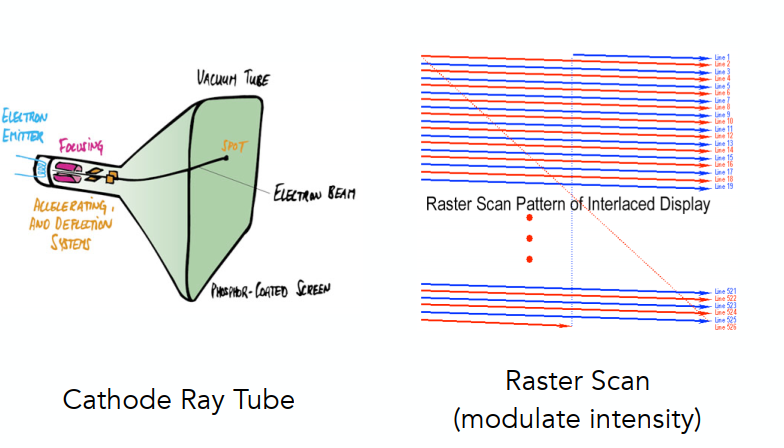 VACUUM TUBE
ELECTRON
EMITTER
FOCUSING
SPOT
ELECTRON BEAM
ACCELERATING,
AND DEFLECTION
SYSTEMS
PHOSPHOR-COATED SCREEN
Cathode Ray Tube
Line 1
Line 2
Line 3
Line 4
Line 5
Line 6
Line 7
Line 8
Line 9
Line 10
Line 11
Line 12
Line 13
Line 14
Line 15
Line 16
Line 17
Line 18
Line 19
Raster Scan Pattern of Interlaced Display
Line 521
Line 522
Line 523
Line 524
Line 525
Line 526
Raster Scan
(modulate intensity)